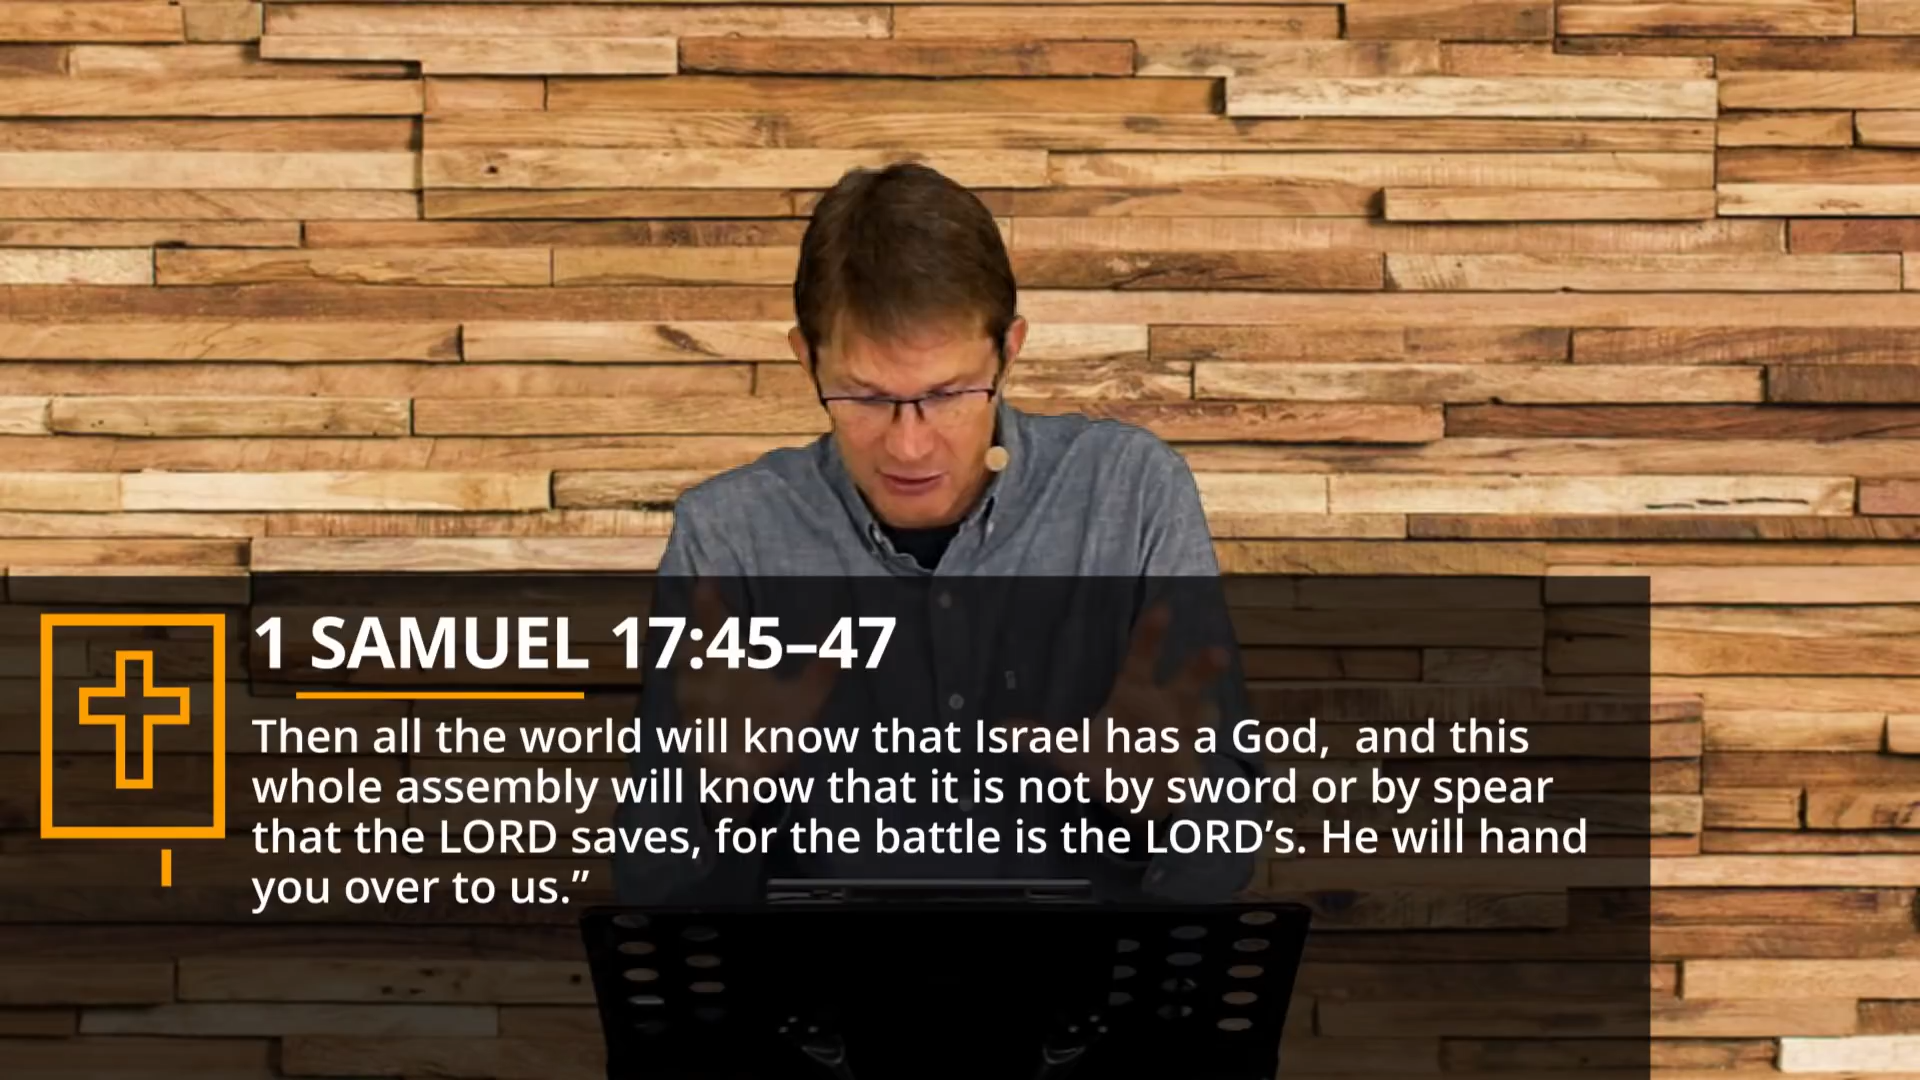 1 SAMUEL 17:45–47
Then all the world will know that Israel has a God,  and this
whole assembly will know that it is not by sword or by spear
that the LORD saves, for the battle is the LORD’s. He will hand
you over to us.”